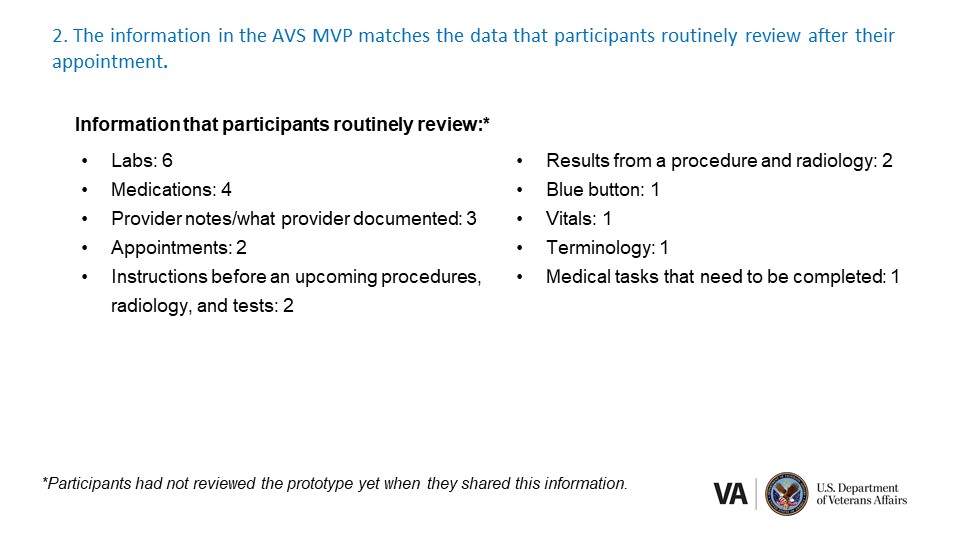 2. The information in the AVS MVP matches the data that participants routinely review after their
appointment.
Information that participants routinely review:*
• Labs: 6
• Medications: 4
• Provider notes/what provider documented: 3
• Appointments: 2
• Instructions before an upcoming procedures,
radiology, and tests: 2
• Results from a procedure and radiology: 2
• Blue button: 1
• Vitals: 1
• Terminology: 1
• Medical tasks that need to be completed: 1
*Participants had not reviewed the prototype yet when they shared this information.
VA
U.S. Department
of Veterans Affairs